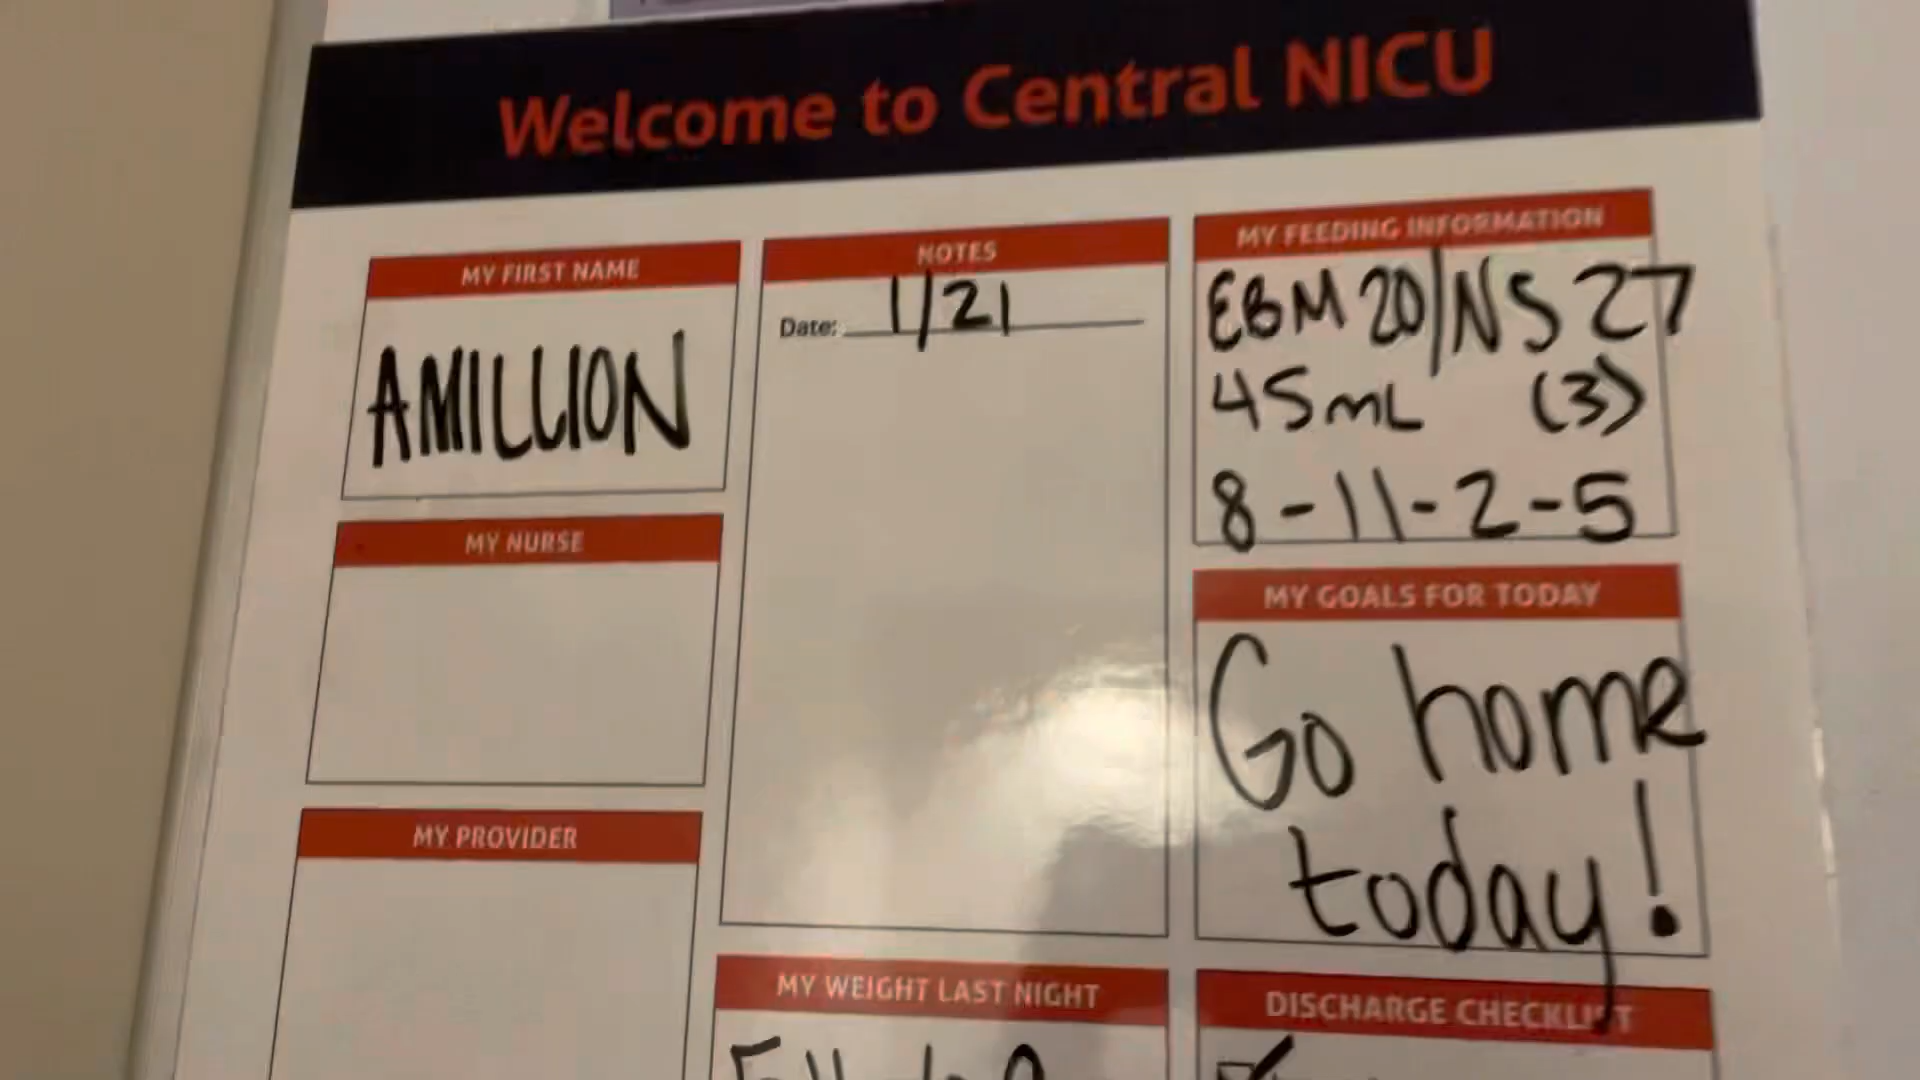 Welcome to Central NICU
MY FIRST NAME
AMILLION
MY NURSE
MY PROVIDER
NOTES
Date: 1/21
MY WEIGHT LAST NIGHT
MY FEEDING INFORMATION
EBM 20/NS 27
45mL (3)
8-11-2-5
MY GOALS FOR TODAY
Go home
today!
DISCHARGE CHECKLIST